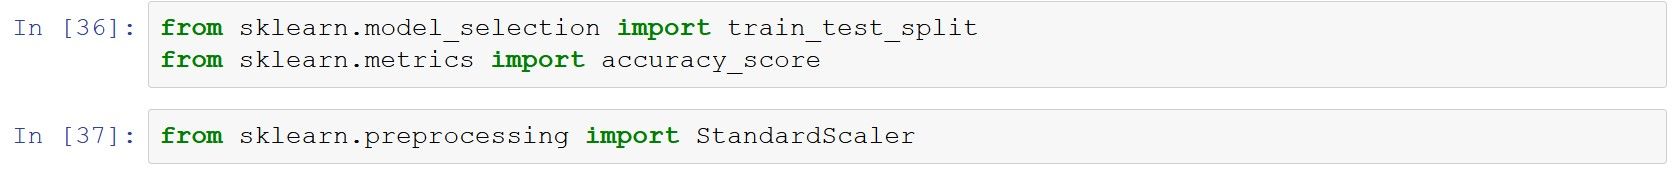 In [36]: from sklearn.model_selection import train_test_split
from sklearn.metrics import accuracy_score
In [37]: from sklearn.preprocessing import StandardScaler